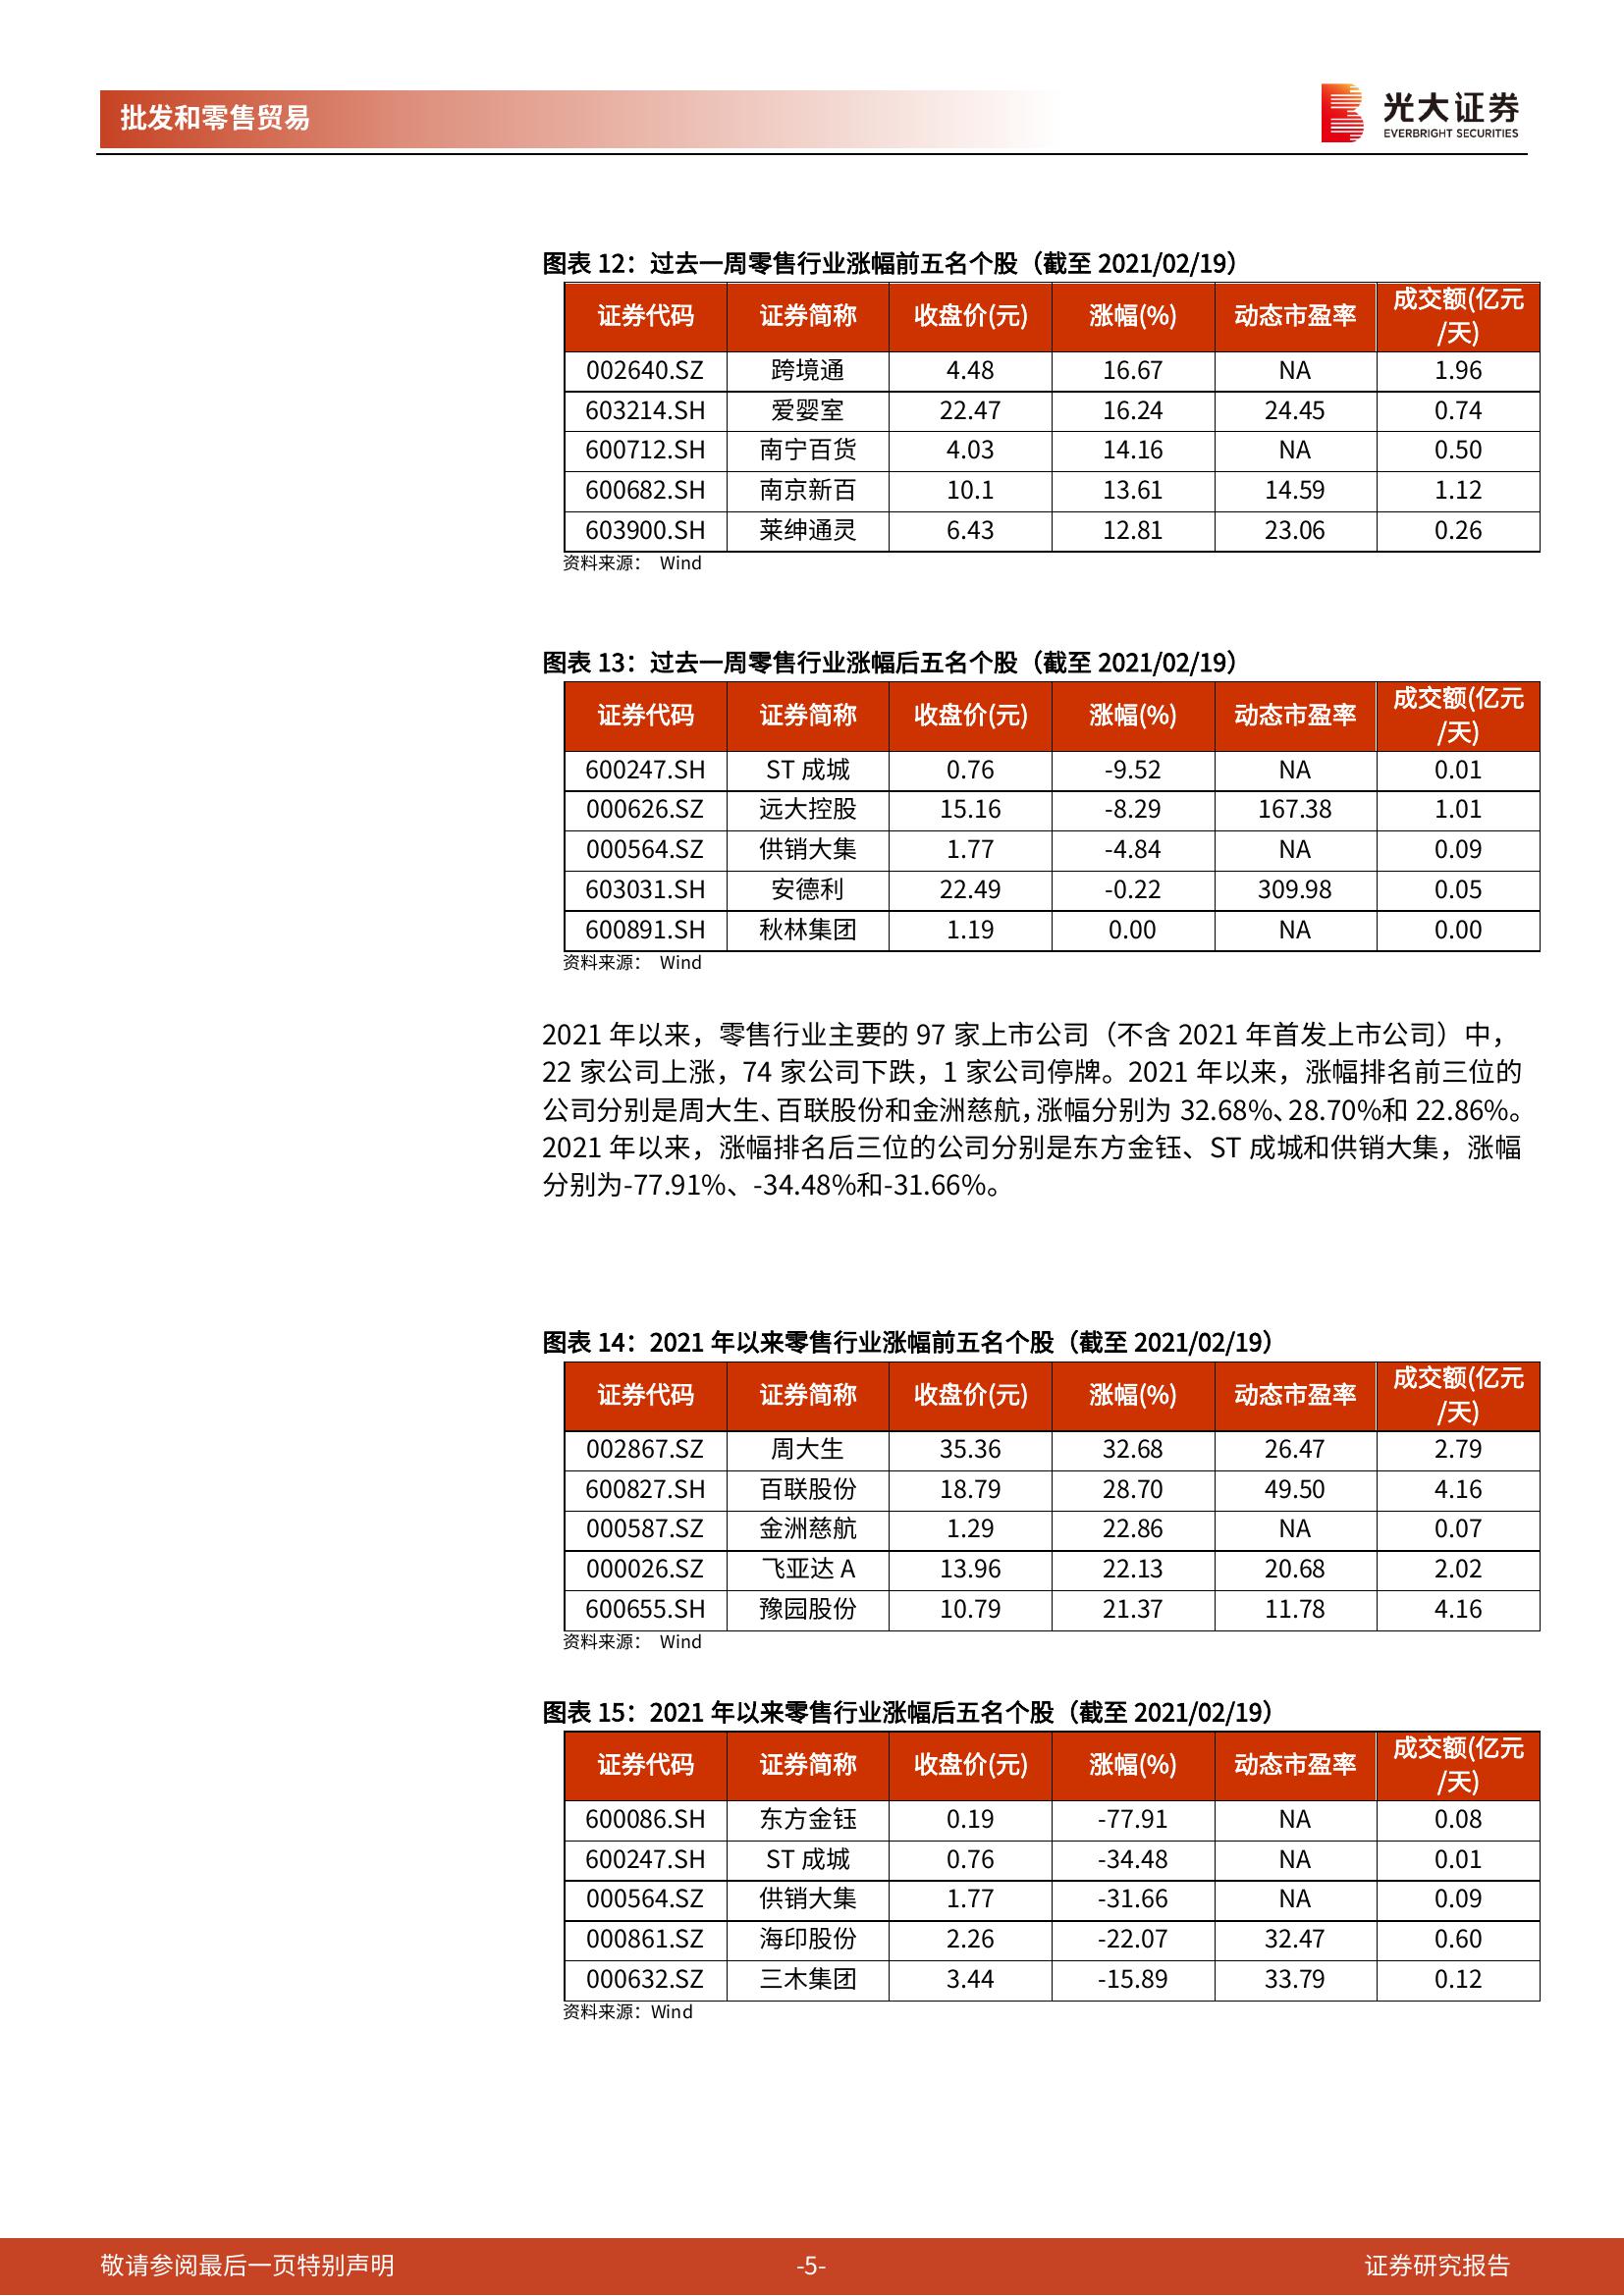 批发和零售贸易
光大证券
EVERBRIGHT SECURITIES
图表 12：过去一周零售行业涨幅前五名个股（截至 2021/02/19）
证券代码 证券简称 收盘价(元) 涨幅(%) 动态市盈率 成交额(亿元/天)
002640.SZ 跨境通 4.48 16.67 NA 1.96
603214.SH 爱婴室 22.47 16.24 24.45 0.74
600712.SH 南宁百货 4.03 14.16 NA 0.50
600682.SH 南京新百 10.1 13.61 14.59 1.12
603900.SH 莱绅通灵 6.43 12.81 23.06 0.26
资料来源： Wind
图表 13：过去一周零售行业涨幅后五名个股（截至 2021/02/19）
证券代码 证券简称 收盘价(元) 涨幅(%) 动态市盈率 成交额(亿元/天)
600247.SH ST 成城 0.76 -9.52 NA 0.01
000626.SZ 远大控股 15.16 -8.29 167.38 1.01
000564.SZ 供销大集 1.77 -4.84 NA 0.09
603031.SH 安德利 22.49 -0.22 309.98 0.05
600891.SH 秋林集团 1.19 0.00 NA 0.00
资料来源： Wind
2021 年以来，零售行业主要的 97 家上市公司（不含 2021 年首发上市公司）中，
22 家公司上涨，74 家公司下跌，1 家公司停牌。2021 年以来，涨幅排名前三位的
公司分别是周大生、百联股份和金洲慈航，涨幅分别为 32.68%、28.70%和 22.86%。
2021 年以来，涨幅排名后三位的公司分别是东方金钰、ST 成城和供销大集，涨幅
分别为-77.91%、-34.48%和-31.66%。
图表 14：2021 年以来零售行业涨幅前五名个股（截至 2021/02/19）
证券代码 证券简称 收盘价(元) 涨幅(%) 动态市盈率 成交额(亿元/天)
002867.SZ 周大生 35.36 32.68 26.47 2.79
600827.SH 百联股份 18.79 28.70 49.50 4.16
000587.SZ 金洲慈航 1.29 22.86 NA 0.07
000026.SZ 飞亚达 A 13.96 22.13 20.68 2.02
600655.SH 豫园股份 10.79 21.37 11.78 4.16
资料来源： Wind
图表 15：2021 年以来零售行业涨幅后五名个股（截至 2021/02/19）
证券代码 证券简称 收盘价(元) 涨幅(%) 动态市盈率 成交额(亿元/天)
600086.SH 东方金钰 0.19 -77.91 NA 0.08
600247.SH ST 成城 0.76 -34.48 NA 0.01
000564.SZ 供销大集 1.77 -31.66 NA 0.09
000861.SZ 海印股份 2.26 -22.07 32.47 0.60
000632.SZ 三木集团 3.44 -15.89 33.79 0.12
资料来源：Wind
敬请参阅最后一页特别声明 -5- 证券研究报告